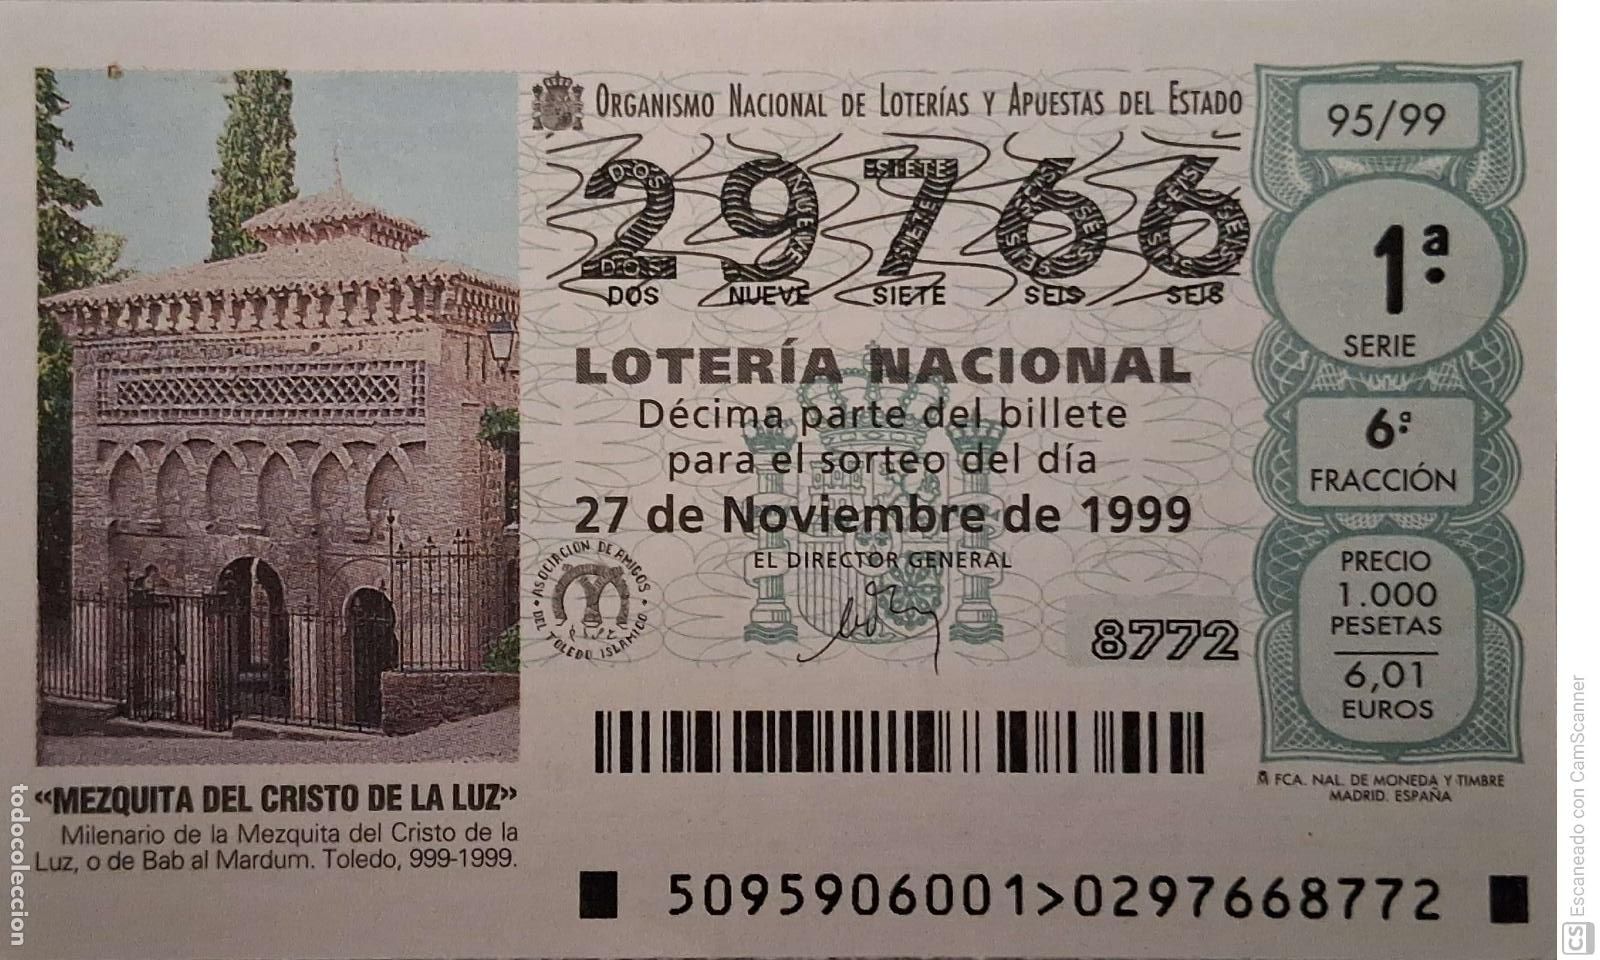 ORGANISMO NACIONAL DE LOTERÍAS Y APUESTAS DEL ESTADO
29766
DOS NUEVE SIETE SEIS SEIS
LOTERÍA NACIONAL
Décima parte del billete
para el sorteo del día
27 de Noviembre de 1999
EL DIRECTOR GENERAL
ASOCIACION DE AMIGOS
DEL TOLEDO ISLAMICO
8772
95/99
1ª
SERIE
6ª
FRACCIÓN
PRECIO
1.000
PESETAS
6,01
EUROS
FCA. NAL. DE MONEDA Y TIMBRE
MADRID. ESPAÑA
«MEZQUITA DEL CRISTO DE LA LUZ»
Milenario de la Mezquita del Cristo de la
Luz, o de Bab al Mardum. Toledo, 999-1999.
5095906001>0297668772
todocoleccion
CS Escaneado con CamScanner